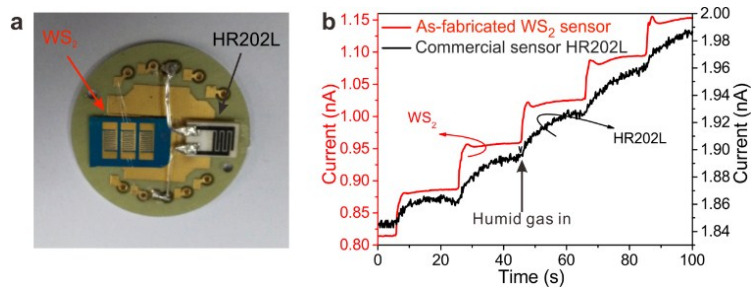 a
WS₂
HR202L
b
As-fabricated WS₂ sensor
Commercial sensor HR202L
WS₂
HR202L
Humid gas in
Current (nA)
1.15
1.10
1.05
1.00
0.95
0.90
0.85
0.80
Current (nA)
2.00
1.98
1.96
1.94
1.92
1.90
1.88
1.86
1.84
0 20 40 60 80 100
Time (s)